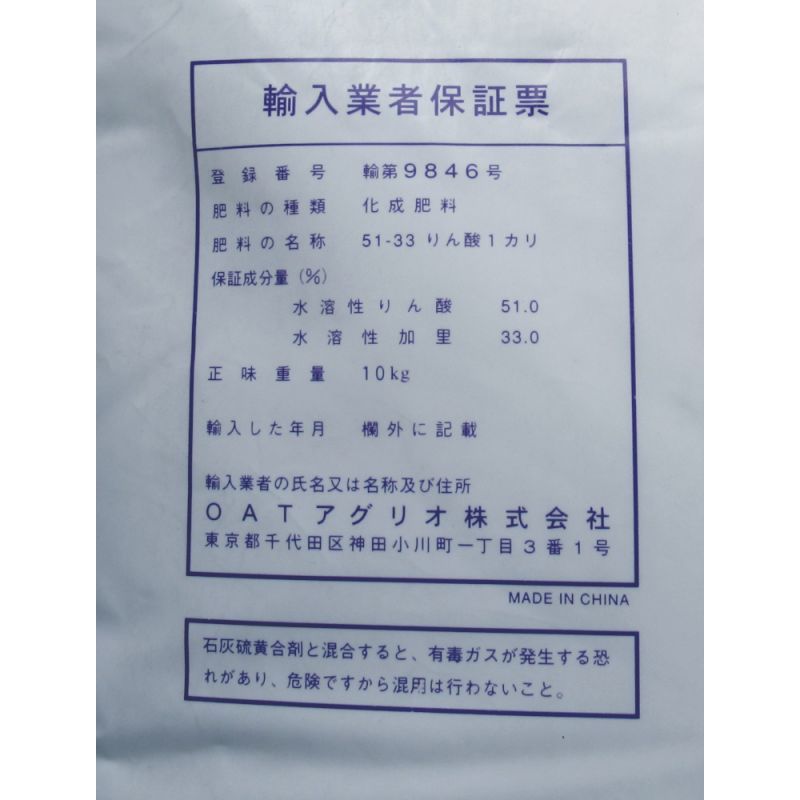 輸入業者保証票
登録番号 輸第9846号
肥料の種類 化成肥料
肥料の名称 51-33 りん酸1カリ
保証成分量(%)
水溶性りん酸 51.0
水溶性加里 33.0
正味重量 10kg
輸入した年月 欄外に記載
輸入業者の氏名又は名称及び住所
OATアグリオ株式会社
東京都千代田区神田小川町一丁目3番1号
MADE IN CHINA
石灰硫黄合剤と混合すると、有毒ガスが発生する恐
れがあり、危険ですから混用は行わないこと。